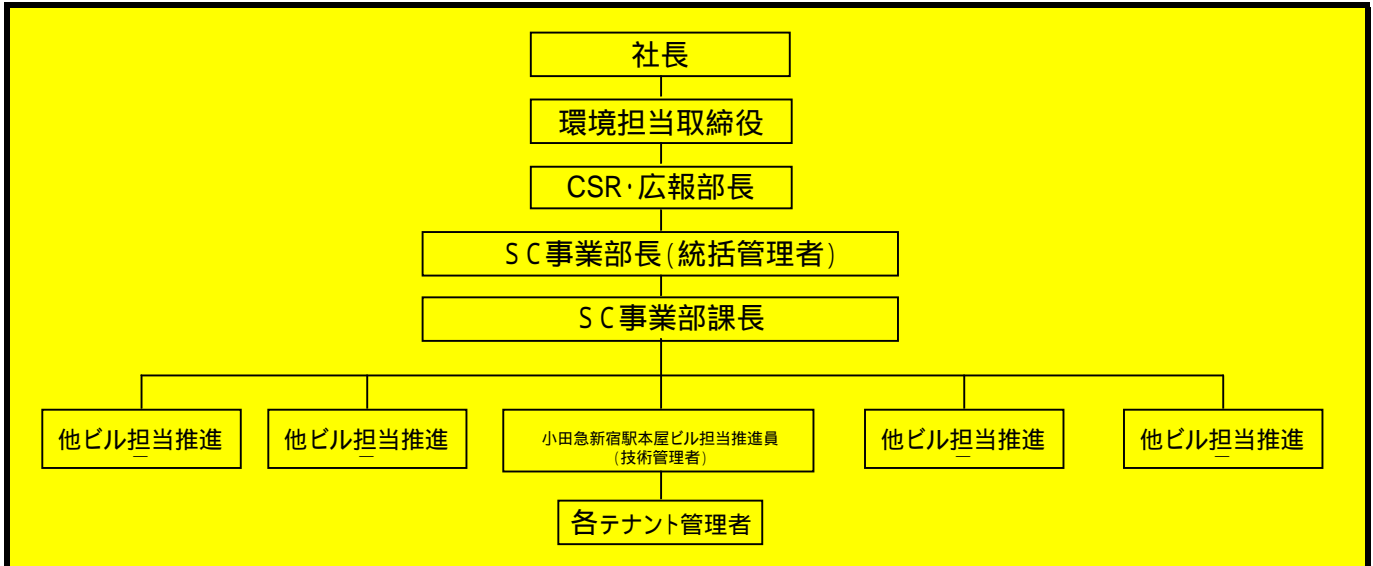 社長
環境担当取締役
CSR・広報部長
SC事業部長(統括管理者)
SC事業部課長
他ビル担当推進
他ビル担当推進
小田急新宿駅本屋ビル担当推進員
(技術管理者)
他ビル担当推進
他ビル担当推進
各テナント管理者